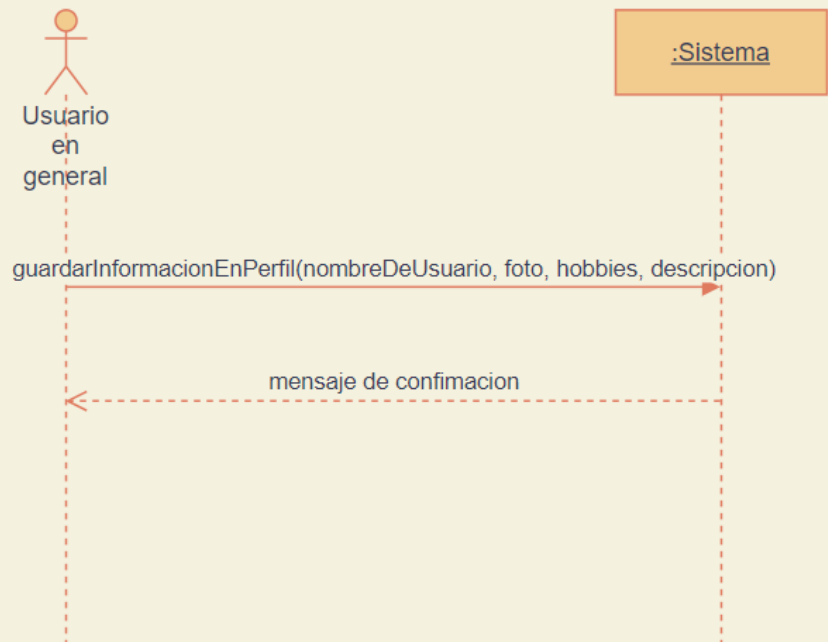 :Sistema
Usuario
en
general
guardarInformacionEnPerfil(nombreDeUsuario, foto, hobbies, descripcion)
mensaje de confimacion